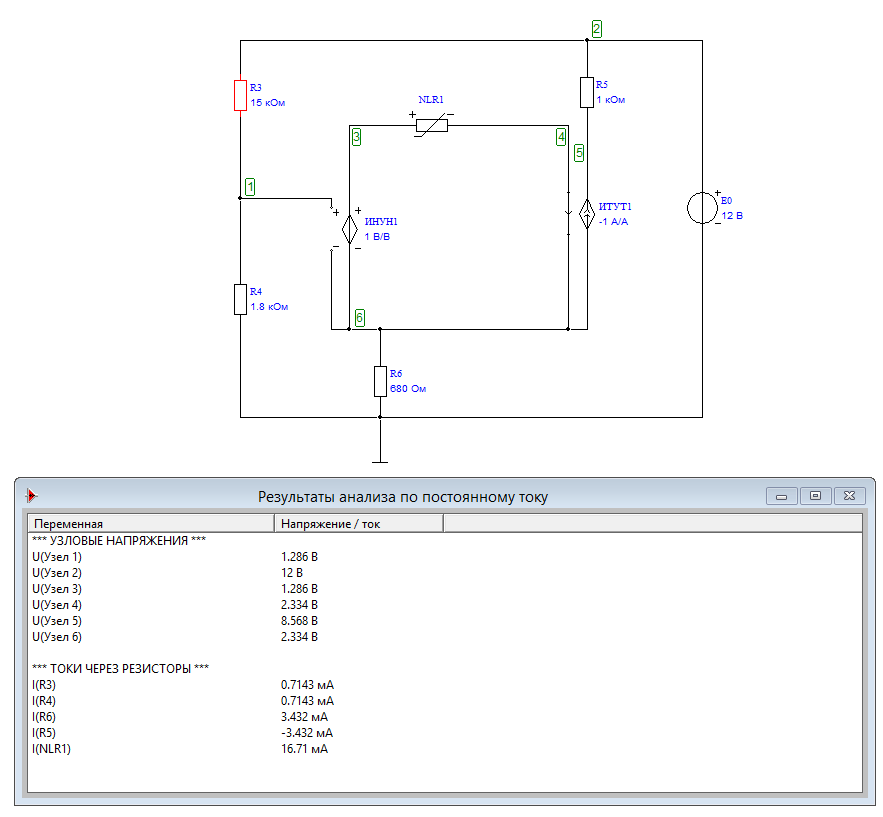 2
R3
15 кОм
R5
1 кОм
NLR1
+
−
3
4
5
1
+
+
ИНУН1
1 В/В
−
−
ИТУТ1
-1 А/А
+
E0
12 В
−
R4
1.8 кОм
6
R6
680 Ом
Результаты анализа по постоянному току
Переменная Напряжение / ток
*** УЗЛОВЫЕ НАПРЯЖЕНИЯ ***
U(Узел 1) 1.286 В
U(Узел 2) 12 В
U(Узел 3) 1.286 В
U(Узел 4) 2.334 В
U(Узел 5) 8.568 В
U(Узел 6) 2.334 В
*** ТОКИ ЧЕРЕЗ РЕЗИСТОРЫ ***
I(R3) 0.7143 мА
I(R4) 0.7143 мА
I(R6) 3.432 мА
I(R5) -3.432 мА
I(NLR1) 16.71 мА